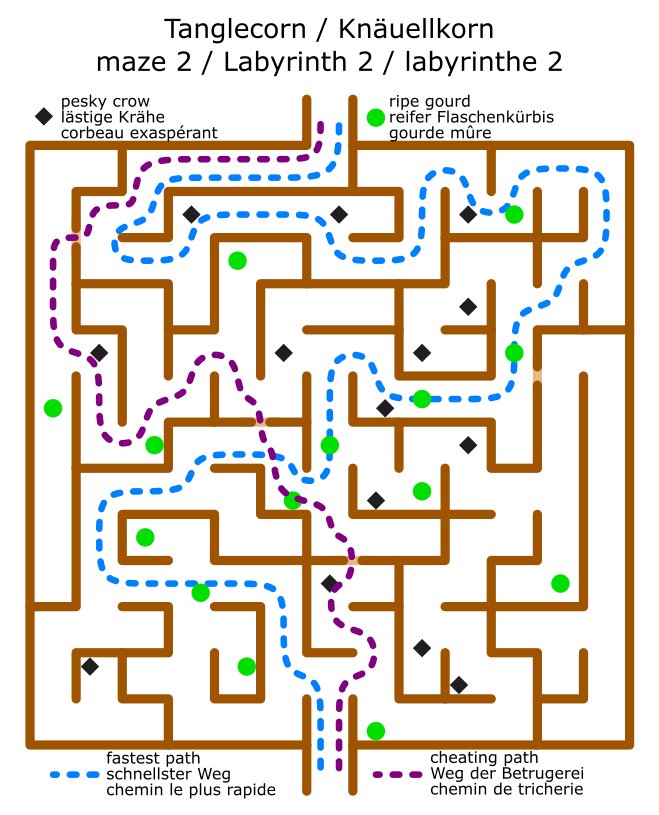 Tanglecorn / Knäuellkorn
maze 2 / Labyrinth 2 / labyrinthe 2
pesky crow
lästige Krähe
corbeau exaspérant
ripe gourd
reifer Flaschenkürbis
gourde mûre
fastest path
schnellster Weg
chemin le plus rapide
cheating path
Weg der Betrugerei
chemin de tricherie